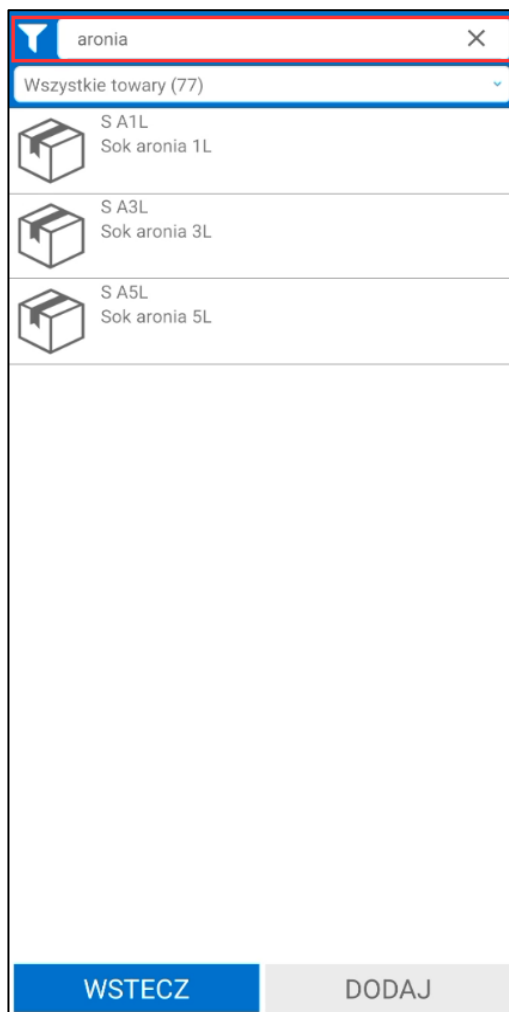 aronia
Wszystkie towary (77)
S A1L
Sok aronia 1L
S A3L
Sok aronia 3L
S A5L
Sok aronia 5L
WSTECZ
DODAJ